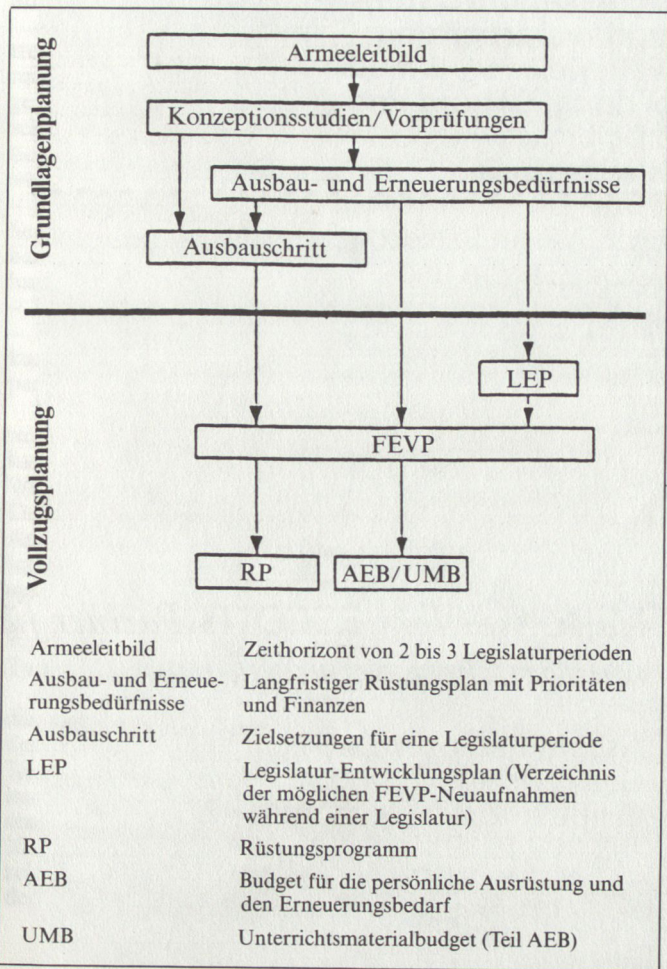 Grundlagenplanung
Armeeleitbild
Konzeptionsstudien/Vorprüfungen
Ausbau- und Erneuerungsbedürfnisse
Ausbauschritt
Vollzugsplanung
LEP
FEVP
RP
AEB/UMB
Armeeleitbild Zeithorizont von 2 bis 3 Legislaturperioden
Ausbau- und Erneue- Langfristiger Rüstungsplan mit Prioritäten
rungsbedürfnisse und Finanzen
Ausbauschritt Zielsetzungen für eine Legislaturperiode
LEP Legislatur-Entwicklungsplan (Verzeichnis
der möglichen FEVP-Neuaufnahmen
während einer Legislatur)
RP Rüstungsprogramm
AEB Budget für die persönliche Ausrüstung und
den Erneuerungsbedarf
UMB Unterrichtsmaterialbudget (Teil AEB)